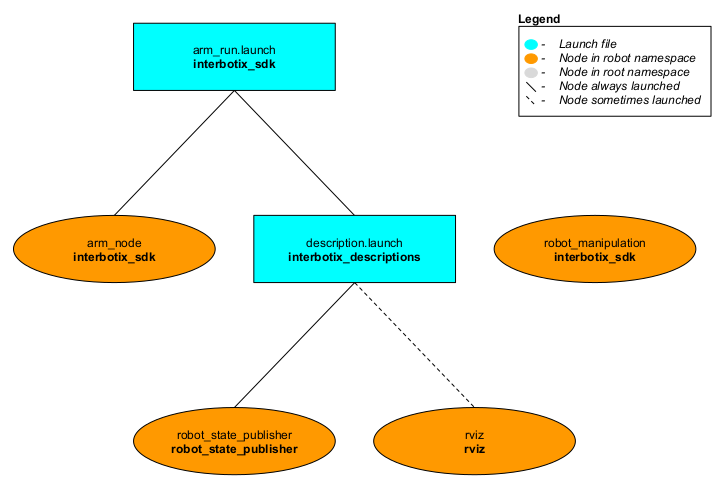 Legend
- Launch file
- Node in robot namespace
- Node in root namespace
- Node always launched
- Node sometimes launched
arm_run.launch
interbotix_sdk
arm_node
interbotix_sdk
description.launch
interbotix_descriptions
robot_manipulation
interbotix_sdk
robot_state_publisher
robot_state_publisher
rviz
rviz